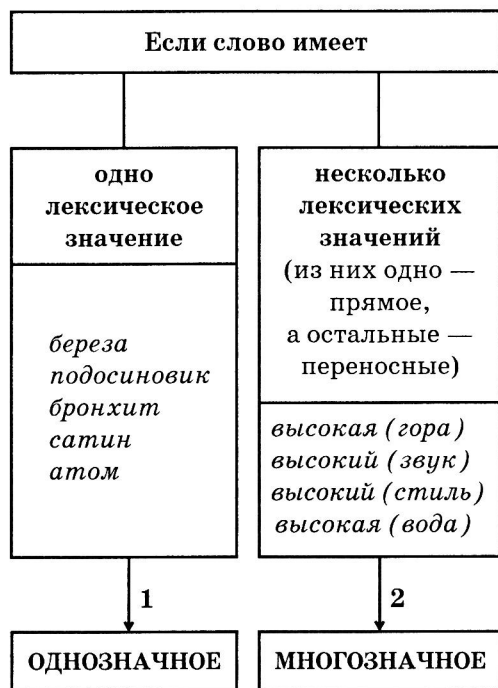 Если слово имеет
одно
лексическое
значение
береза
подосиновик
бронхит
сатин
атом
1
ОДНОЗНАЧНОЕ
несколько
лексических
значений
(из них одно —
прямое,
а остальные —
переносные)
высокая (гора)
высокий (звук)
высокий (стиль)
высокая (вода)
2
МНОГОЗНАЧНОЕ